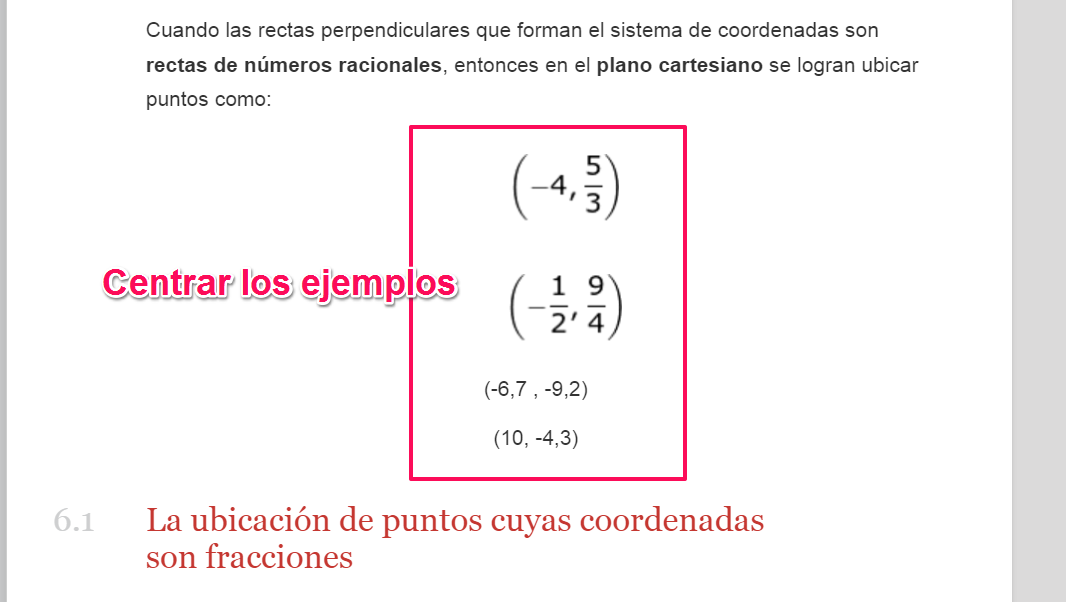 Cuando las rectas perpendiculares que forman el sistema de coordenadas son
rectas de números racionales, entonces en el plano cartesiano se logran ubicar
puntos como:
(−4, 5/3)
Centrar los ejemplos
(−1/2, 9/4)
(-6,7 , -9,2)
(10, -4,3)
6.1 La ubicación de puntos cuyas coordenadas
son fracciones